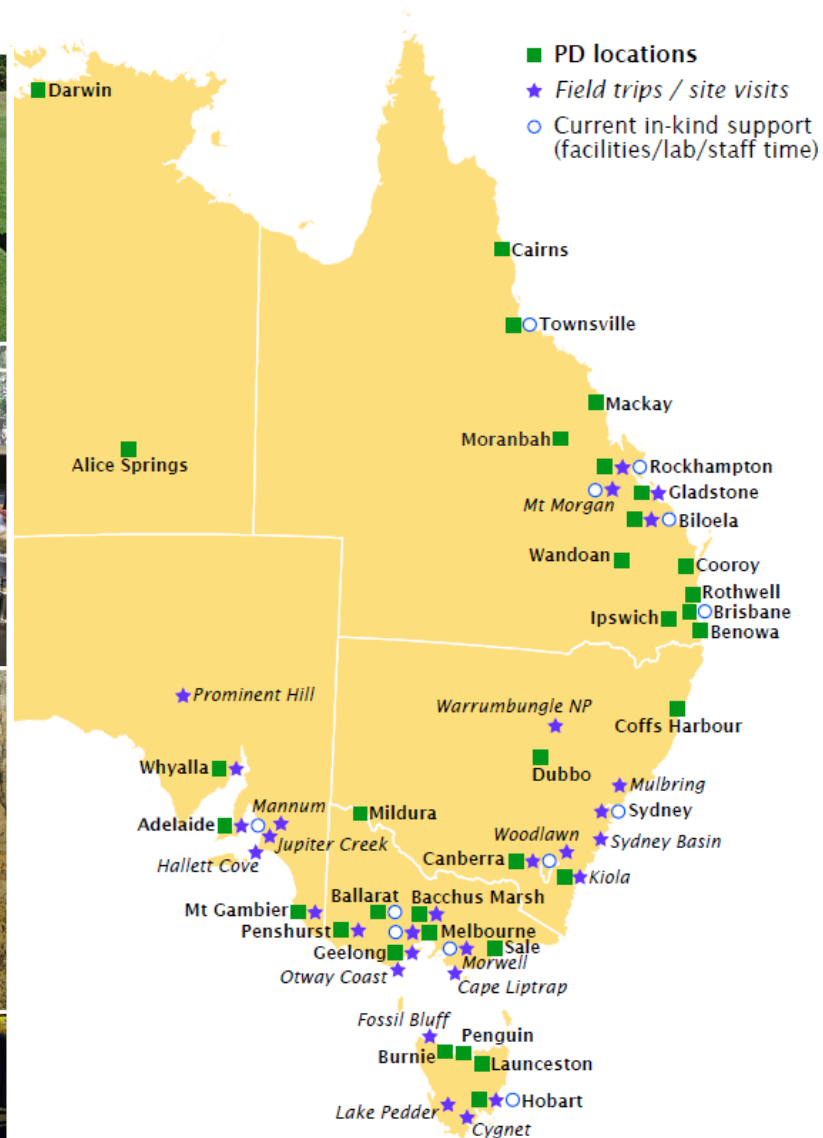 PD locations
Field trips / site visits
Current in-kind support
(facilities/lab/staff time)
Darwin
Cairns
Townsville
Mackay
Moranbah
Alice Springs
Rockhampton
Gladstone
Mt Morgan
Biloela
Wandoan
Cooroy
Rothwell
Ipswich
Brisbane
Benowa
Prominent Hill
Warrumbungle NP
Coffs Harbour
Whyalla
Dubbo
Mulbring
Mannum
Mildura
Sydney
Adelaide
Jupiter Creek
Woodlawn
Sydney Basin
Hallett Cove
Canberra
Kiola
Ballarat
Bacchus Marsh
Mt Gambier
Penshurst
Melbourne
Geelong
Sale
Morwell
Otway Coast
Cape Liptrap
Fossil Bluff
Penguin
Burnie
Launceston
Lake Pedder
Hobart
Cygnet